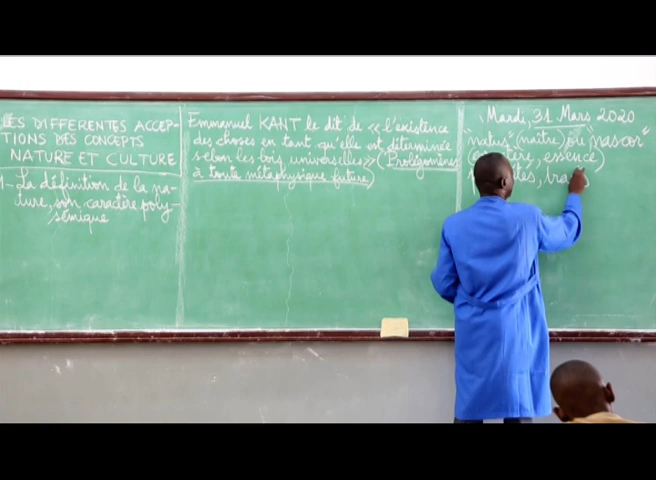 LES DIFFERENTES ACCEP-
TIONS DES CONCEPTS
NATURE ET CULTURE
1- La définition de la na-
ture, son caractère poly-
sémique
Emmanuel KANT le dit de « l'existence
des choses en tant qu'elle est déterminée
selon les lois universelles » (Prolégomènes
à toute métaphysique future)
Mardi, 31 Mars 2020
"natus" (naître) ou "nascor"
essence)